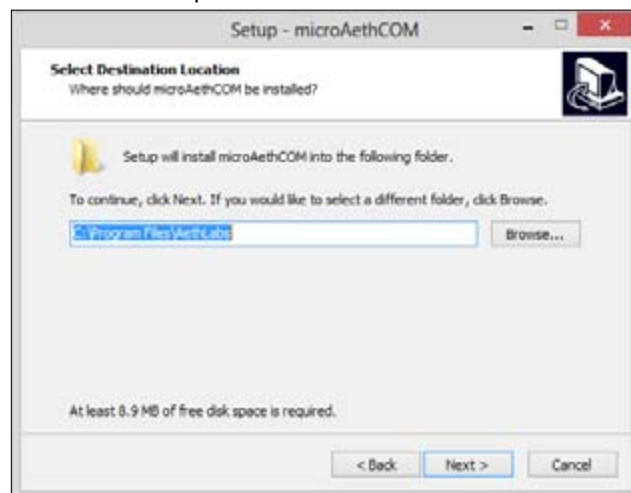 Setup - microAethCOM
Select Destination Location
Where should microAethCOM be installed?
Setup will install microAethCOM into the following folder.
To continue, click Next. If you would like to select a different folder, click Browse.
C:\Program Files\AethLabs
Browse...
At least 8.9 MB of free disk space is required.
< Back
Next >
Cancel